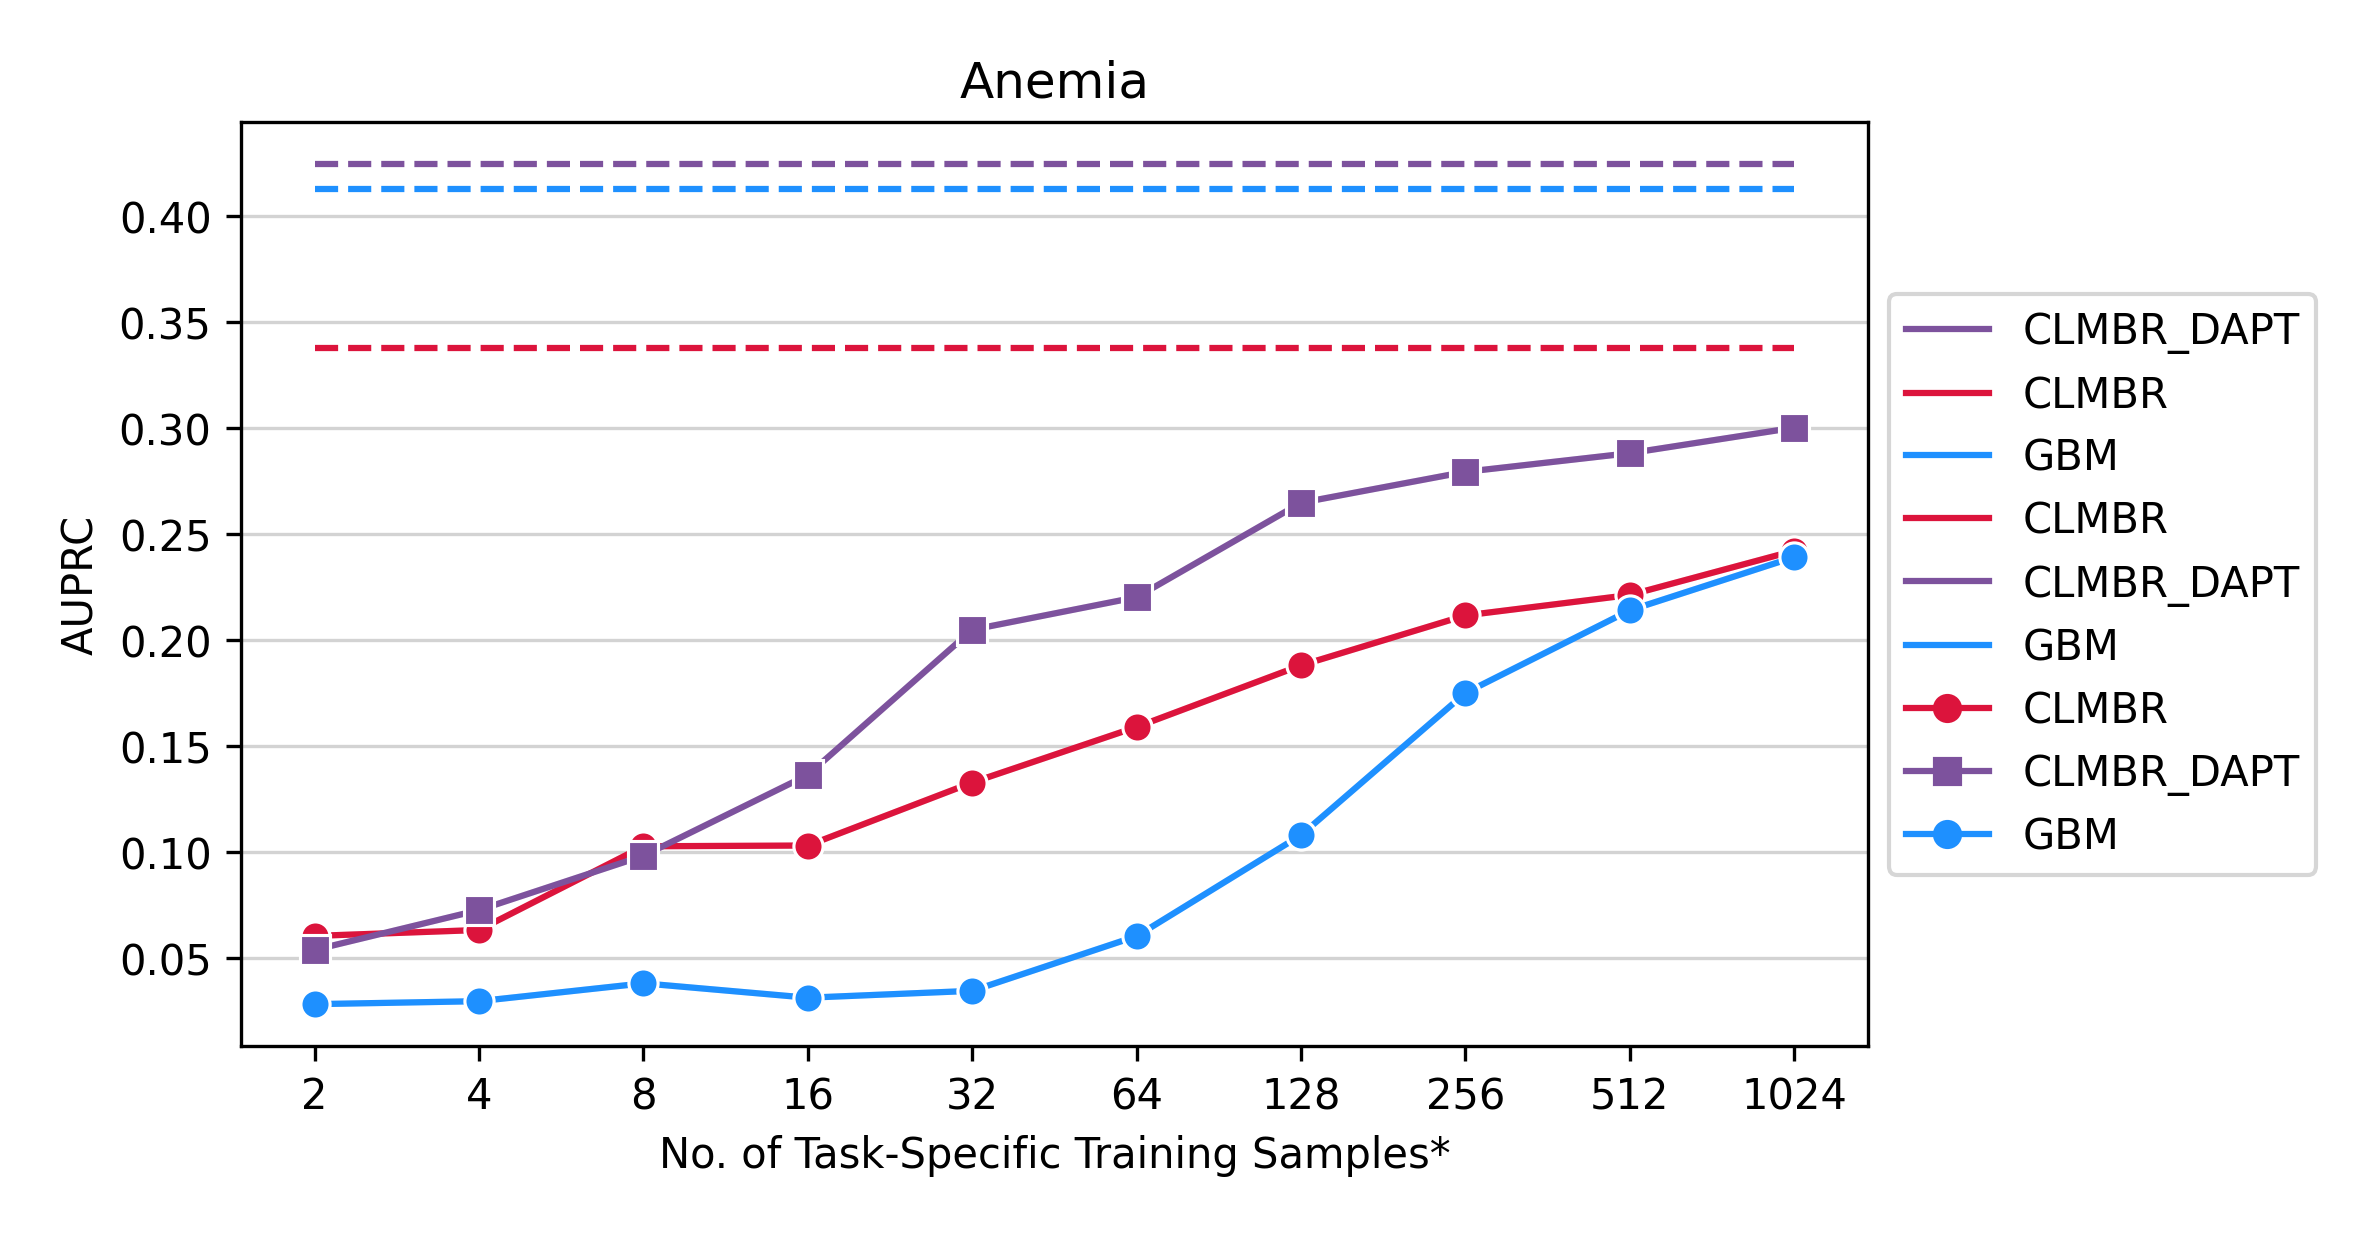 Anemia
0.40
0.35
0.30
0.25
0.20
0.15
0.10
0.05
AUPRC
2 4 8 16 32 64 128 256 512 1024
No. of Task-Specific Training Samples*
CLMBR_DAPT
CLMBR
GBM
CLMBR
CLMBR_DAPT
GBM
CLMBR
CLMBR_DAPT
GBM